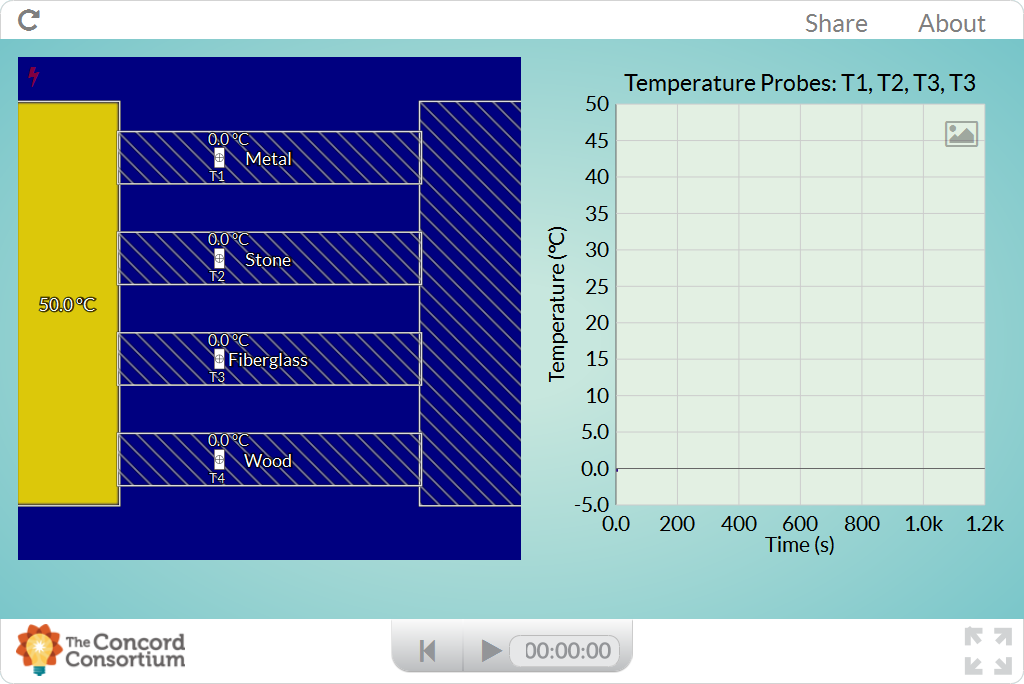 Share About
Temperature Probes: T1, T2, T3, T3
0.0 °C
Metal
T1
0.0 °C
Stone
T2
50.0 °C
0.0 °C
Fiberglass
T3
0.0 °C
Wood
T4
Temperature (°C)
50
45
40
35
30
25
20
15
10
5.0
0.0
-5.0
0.0 200 400 600 800 1.0k 1.2k
Time (s)
The Concord
Consortium
00:00:00